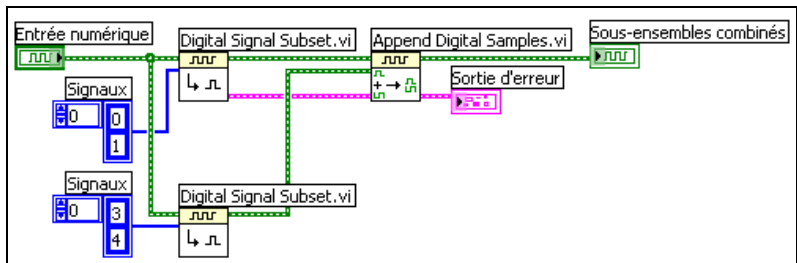 Entrée numérique
Digital Signal Subset.vi
Append Digital Samples.vi
Sous-ensembles combinés
Sortie d'erreur
Signaux
0
0
1
Signaux
0
3
4
Digital Signal Subset.vi